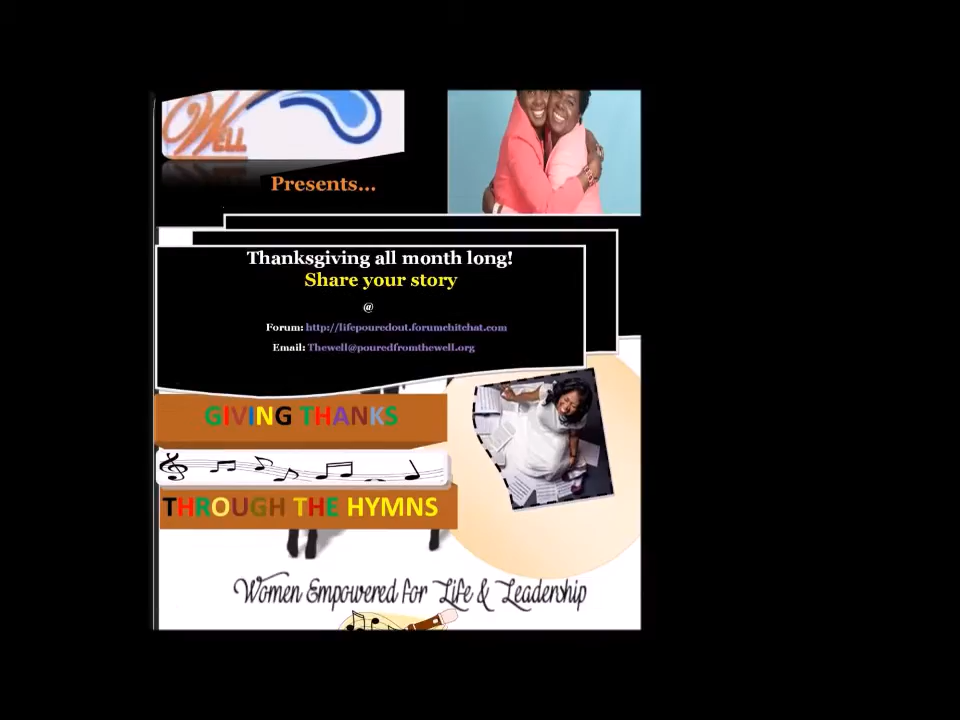 WELL
Presents...
Thanksgiving all month long!
Share your story
@
Forum: http://lifepouredout.forumchitchat.com
Email: Thewell@pouredfromthewell.org
GIVING THANKS
THROUGH THE HYMNS
Women Empowered for Life & Leadership